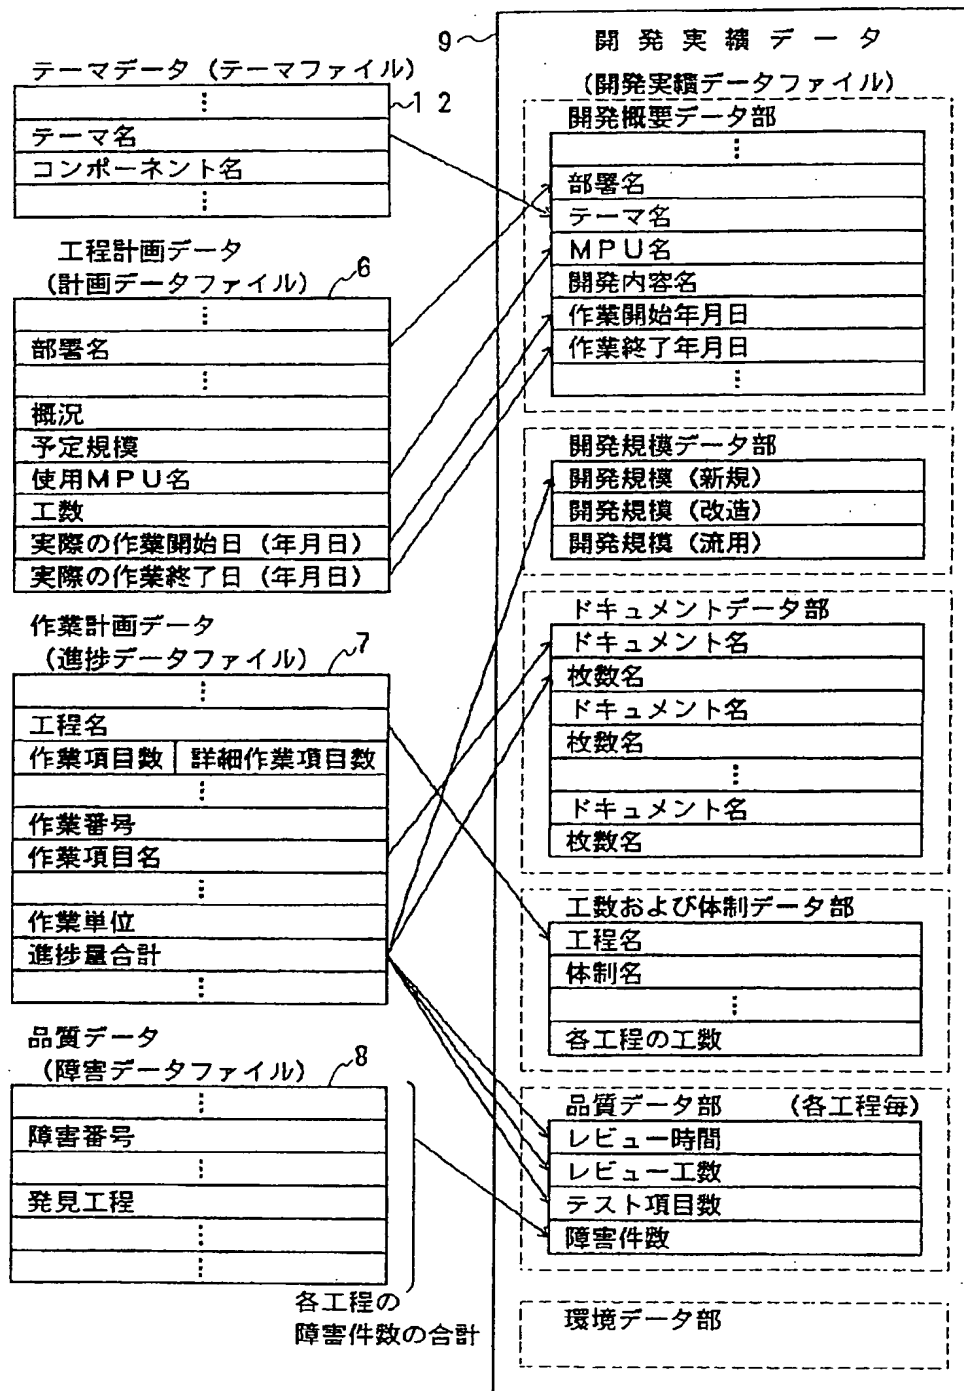 テーマデータ (テーマファイル)
12
︙
テーマ名
コンポーネント名
︙
工程計画データ
(計画データファイル)
6
︙
部署名
︙
概況
予定規模
使用MPU名
工数
実際の作業開始日 (年月日)
実際の作業終了日 (年月日)
作業計画データ
(進捗データファイル)
7
︙
工程名
作業項目数 詳細作業項目数
︙
作業番号
作業項目名
︙
作業単位
進捗量合計
︙
品質データ
(障害データファイル)
8
︙
障害番号
︙
発見工程
︙
︙
各工程の
障害件数の合計
9
開発実績データ
(開発実績データファイル)
開発概要データ部
︙
部署名
テーマ名
MPU名
開発内容名
作業開始年月日
作業終了年月日
︙
開発規模データ部
開発規模 (新規)
開発規模 (改造)
開発規模 (流用)
ドキュメントデータ部
ドキュメント名
枚数名
ドキュメント名
枚数名
︙
ドキュメント名
枚数名
工数および体制データ部
工程名
体制名
︙
各工程の工数
品質データ部 (各工程毎)
レビュー時間
レビュー工数
テスト項目数
障害件数
環境データ部